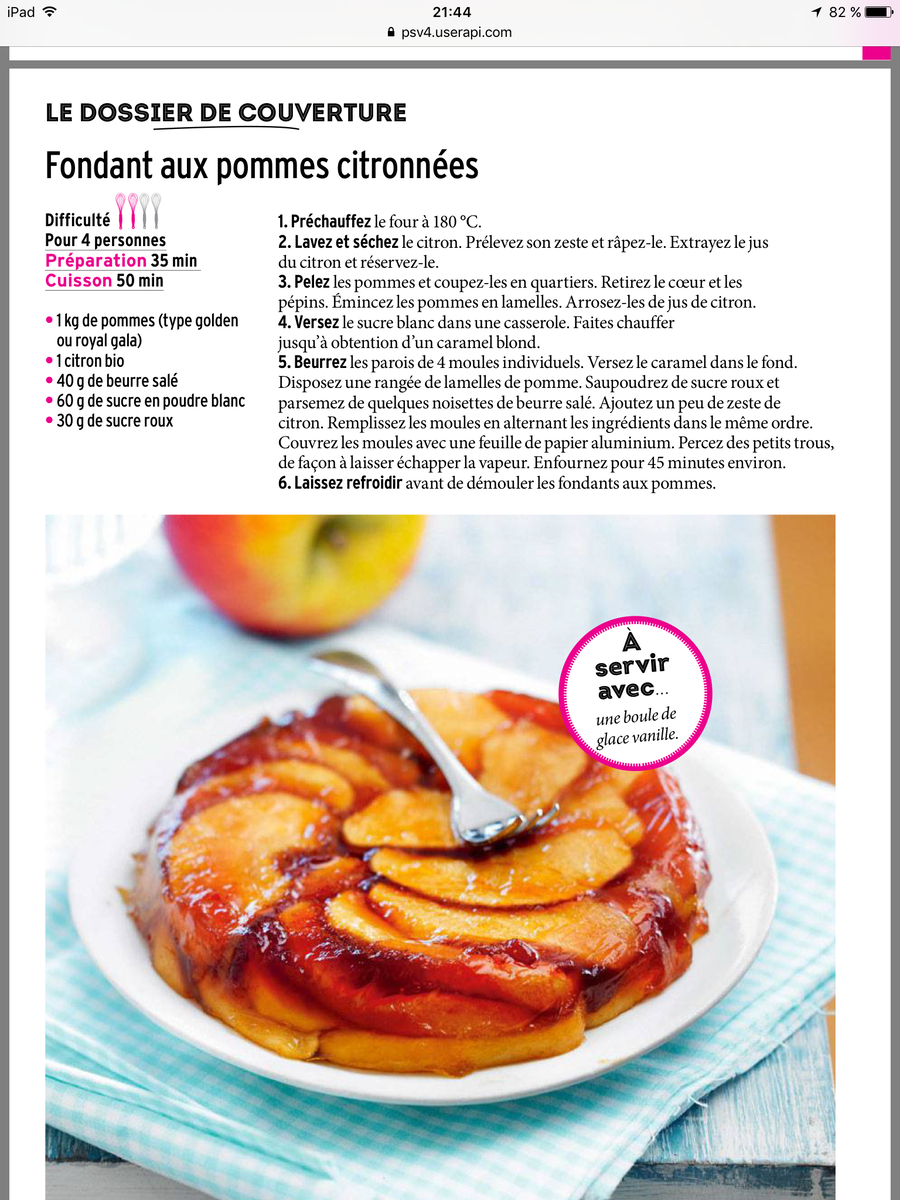 iPad
21:44
82 %
psv4.userapi.com
LE DOSSIER DE COUVERTURE
Fondant aux pommes citronnées
Difficulté
Pour 4 personnes
Préparation 35 min
Cuisson 50 min
• 1 kg de pommes (type golden
ou royal gala)
• 1 citron bio
• 40 g de beurre salé
• 60 g de sucre en poudre blanc
• 30 g de sucre roux
1. Préchauffez le four à 180 °C.
2. Lavez et séchez le citron. Prélevez son zeste et râpez-le. Extrayez le jus
du citron et réservez-le.
3. Pelez les pommes et coupez-les en quartiers. Retirez le cœur et les
pépins. Émincez les pommes en lamelles. Arrosez-les de jus de citron.
4. Versez le sucre blanc dans une casserole. Faites chauffer
jusqu'à obtention d'un caramel blond.
5. Beurrez les parois de 4 moules individuels. Versez le caramel dans le fond.
Disposez une rangée de lamelles de pomme. Saupoudrez de sucre roux et
parsemez de quelques noisettes de beurre salé. Ajoutez un peu de zeste de
citron. Remplissez les moules en alternant les ingrédients dans le même ordre.
Couvrez les moules avec une feuille de papier aluminium. Percez des petits trous,
de façon à laisser échapper la vapeur. Enfournez pour 45 minutes environ.
6. Laissez refroidir avant de démouler les fondants aux pommes.
À
servir
avec...
une boule de
glace vanille.